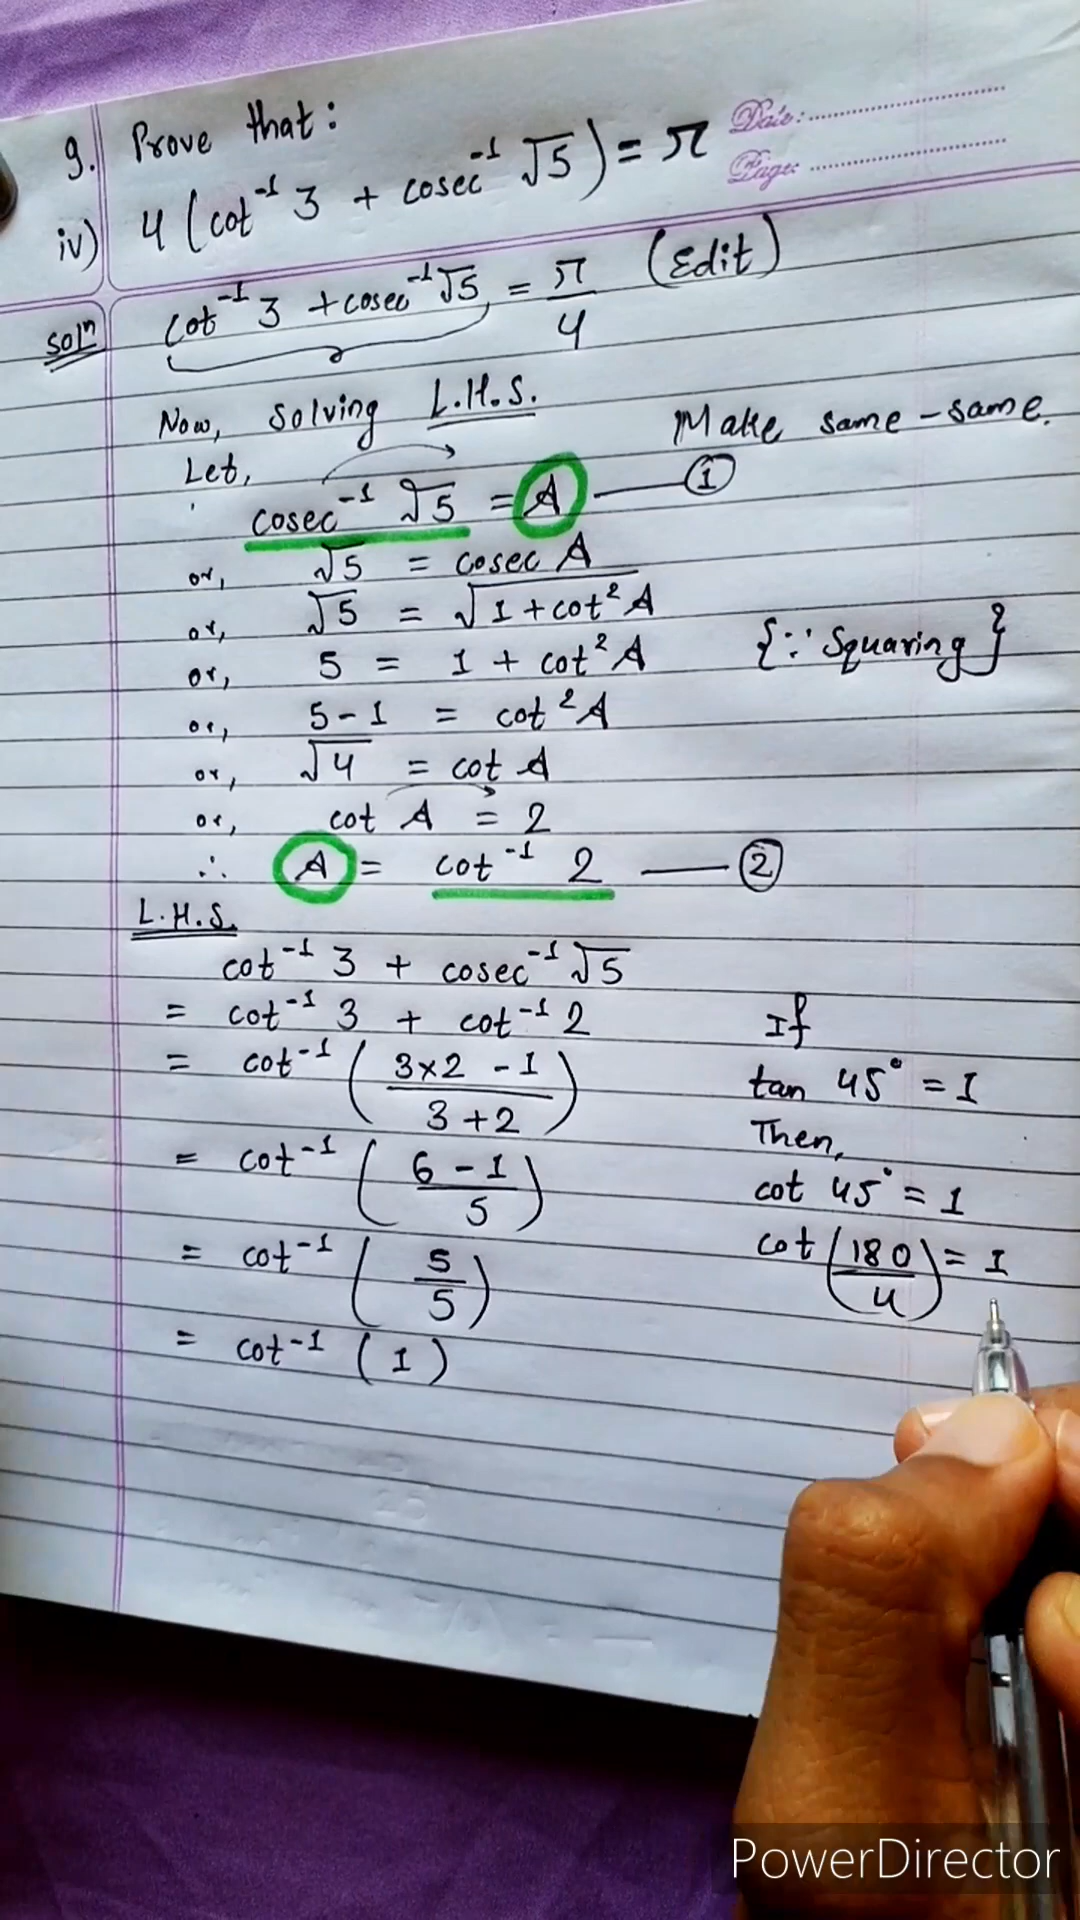 9. Prove that:
Date:
iv) 4 (cot⁻¹ 3 + cosec⁻¹ √5) = π
Page:
solⁿ cot⁻¹ 3 + cosec⁻¹ √5 = π/4 (Edit)
Now, Solving L.H.S.
Make same-same.
Let,
cosec⁻¹ √5 = A ——— ①
or, √5 = cosec A
or, √5 = √(1 + cot² A)
or, 5 = 1 + cot² A {∵ Squaring}
or, 5 - 1 = cot² A
or, √4 = cot A
or, cot A = 2
∴ A = cot⁻¹ 2 ——— ②
L.H.S.
cot⁻¹ 3 + cosec⁻¹ √5
= cot⁻¹ 3 + cot⁻¹ 2
= cot⁻¹ ( (3×2 - 1) / (3 + 2) )
= cot⁻¹ ( (6 - 1) / 5 )
= cot⁻¹ ( 5/5 )
= cot⁻¹ ( 1 )
If
tan 45° = 1
Then,
cot 45° = 1
cot (180/4) = 1
PowerDirector